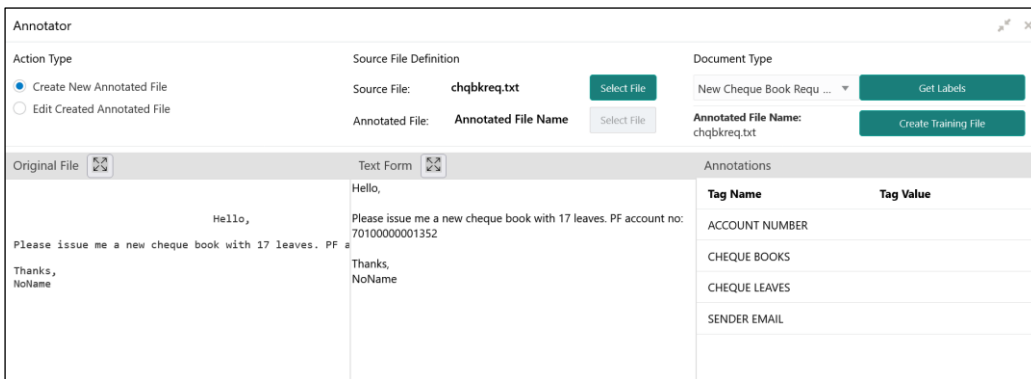 Annotator
Action Type
Create New Annotated File
Edit Created Annotated File
Source File Definition
Source File: chqbkreq.txt Select File
Annotated File: Annotated File Name Select File
Document Type
New Cheque Book Requ ... Get Labels
Annotated File Name:
chqbkreq.txt
Create Training File
Original File
Hello,
Please issue me a new cheque book with 17 leaves. PF a
Thanks,
NoName
Text Form
Hello,
Please issue me a new cheque book with 17 leaves. PF account no:
70100000001352
Thanks,
NoName
Annotations
Tag Name Tag Value
ACCOUNT NUMBER
CHEQUE BOOKS
CHEQUE LEAVES
SENDER EMAIL